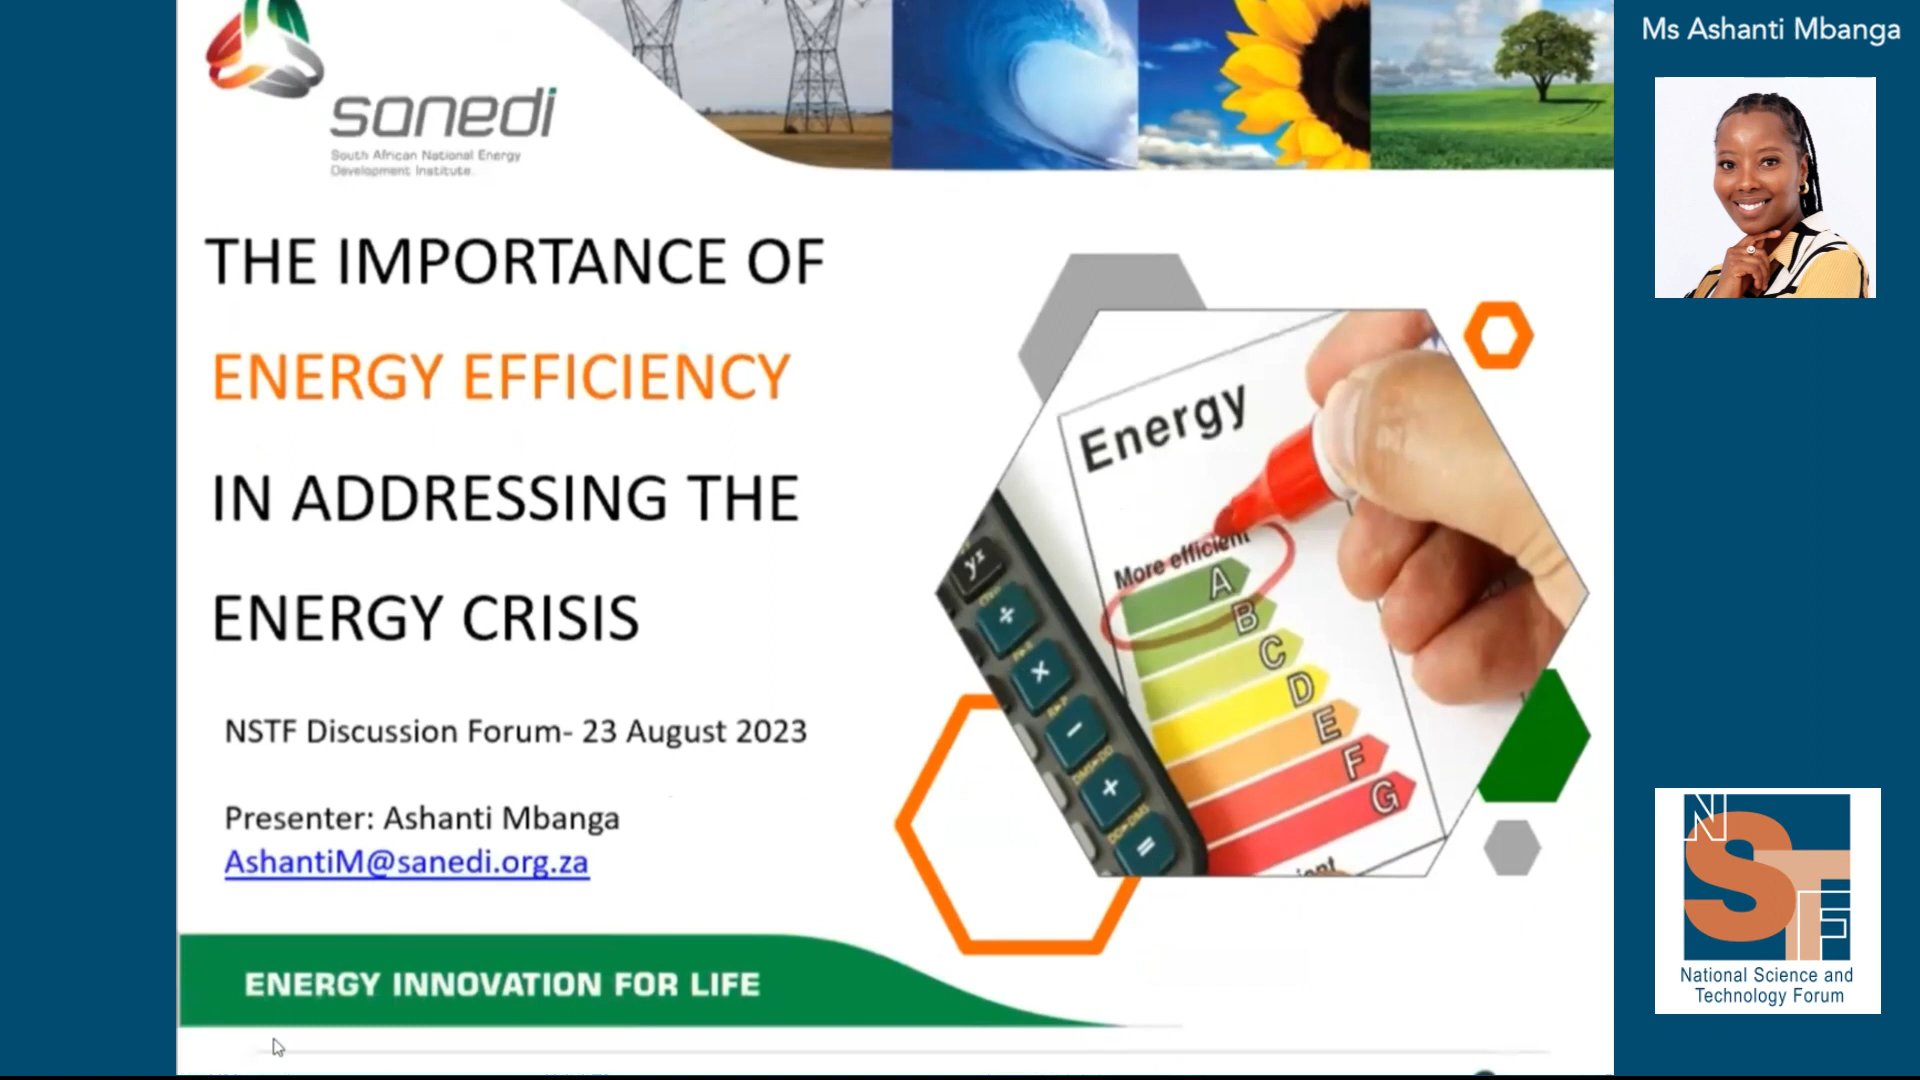 sanedi
South African National Energy
Development Institute.
THE IMPORTANCE OF
ENERGY EFFICIENCY
IN ADDRESSING THE
ENERGY CRISIS
NSTF Discussion Forum- 23 August 2023
Presenter: Ashanti Mbanga
AshantiM@sanedi.org.za
ENERGY INNOVATION FOR LIFE
Energy
More efficient
A
B
C
D
E
F
G
yˣ
÷
×
−
+
=
Ms Ashanti Mbanga
NSTF
National Science and
Technology Forum